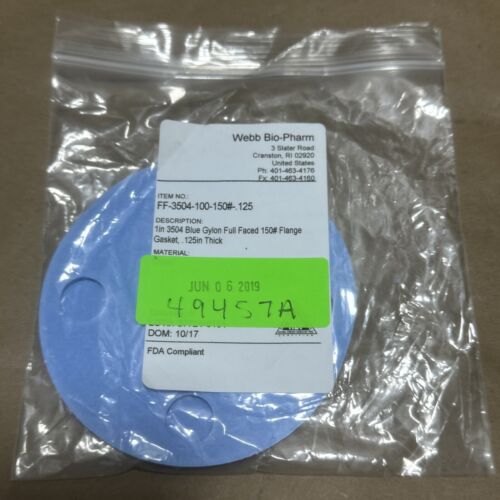 Webb Bio-Pharm
3 Slater Road
Cranston, RI 02920
United States
Ph: 401-463-4176
Fx: 401-463-4160
ITEM NO.:
FF-3504-100-150#-.125
DESCRIPTION:
1in 3504 Blue Gylon Full Faced 150# Flange
Gasket, .125in Thick
MATERIAL:
JUN 06 2019
49457A
DOM: 10/17
FDA Compliant